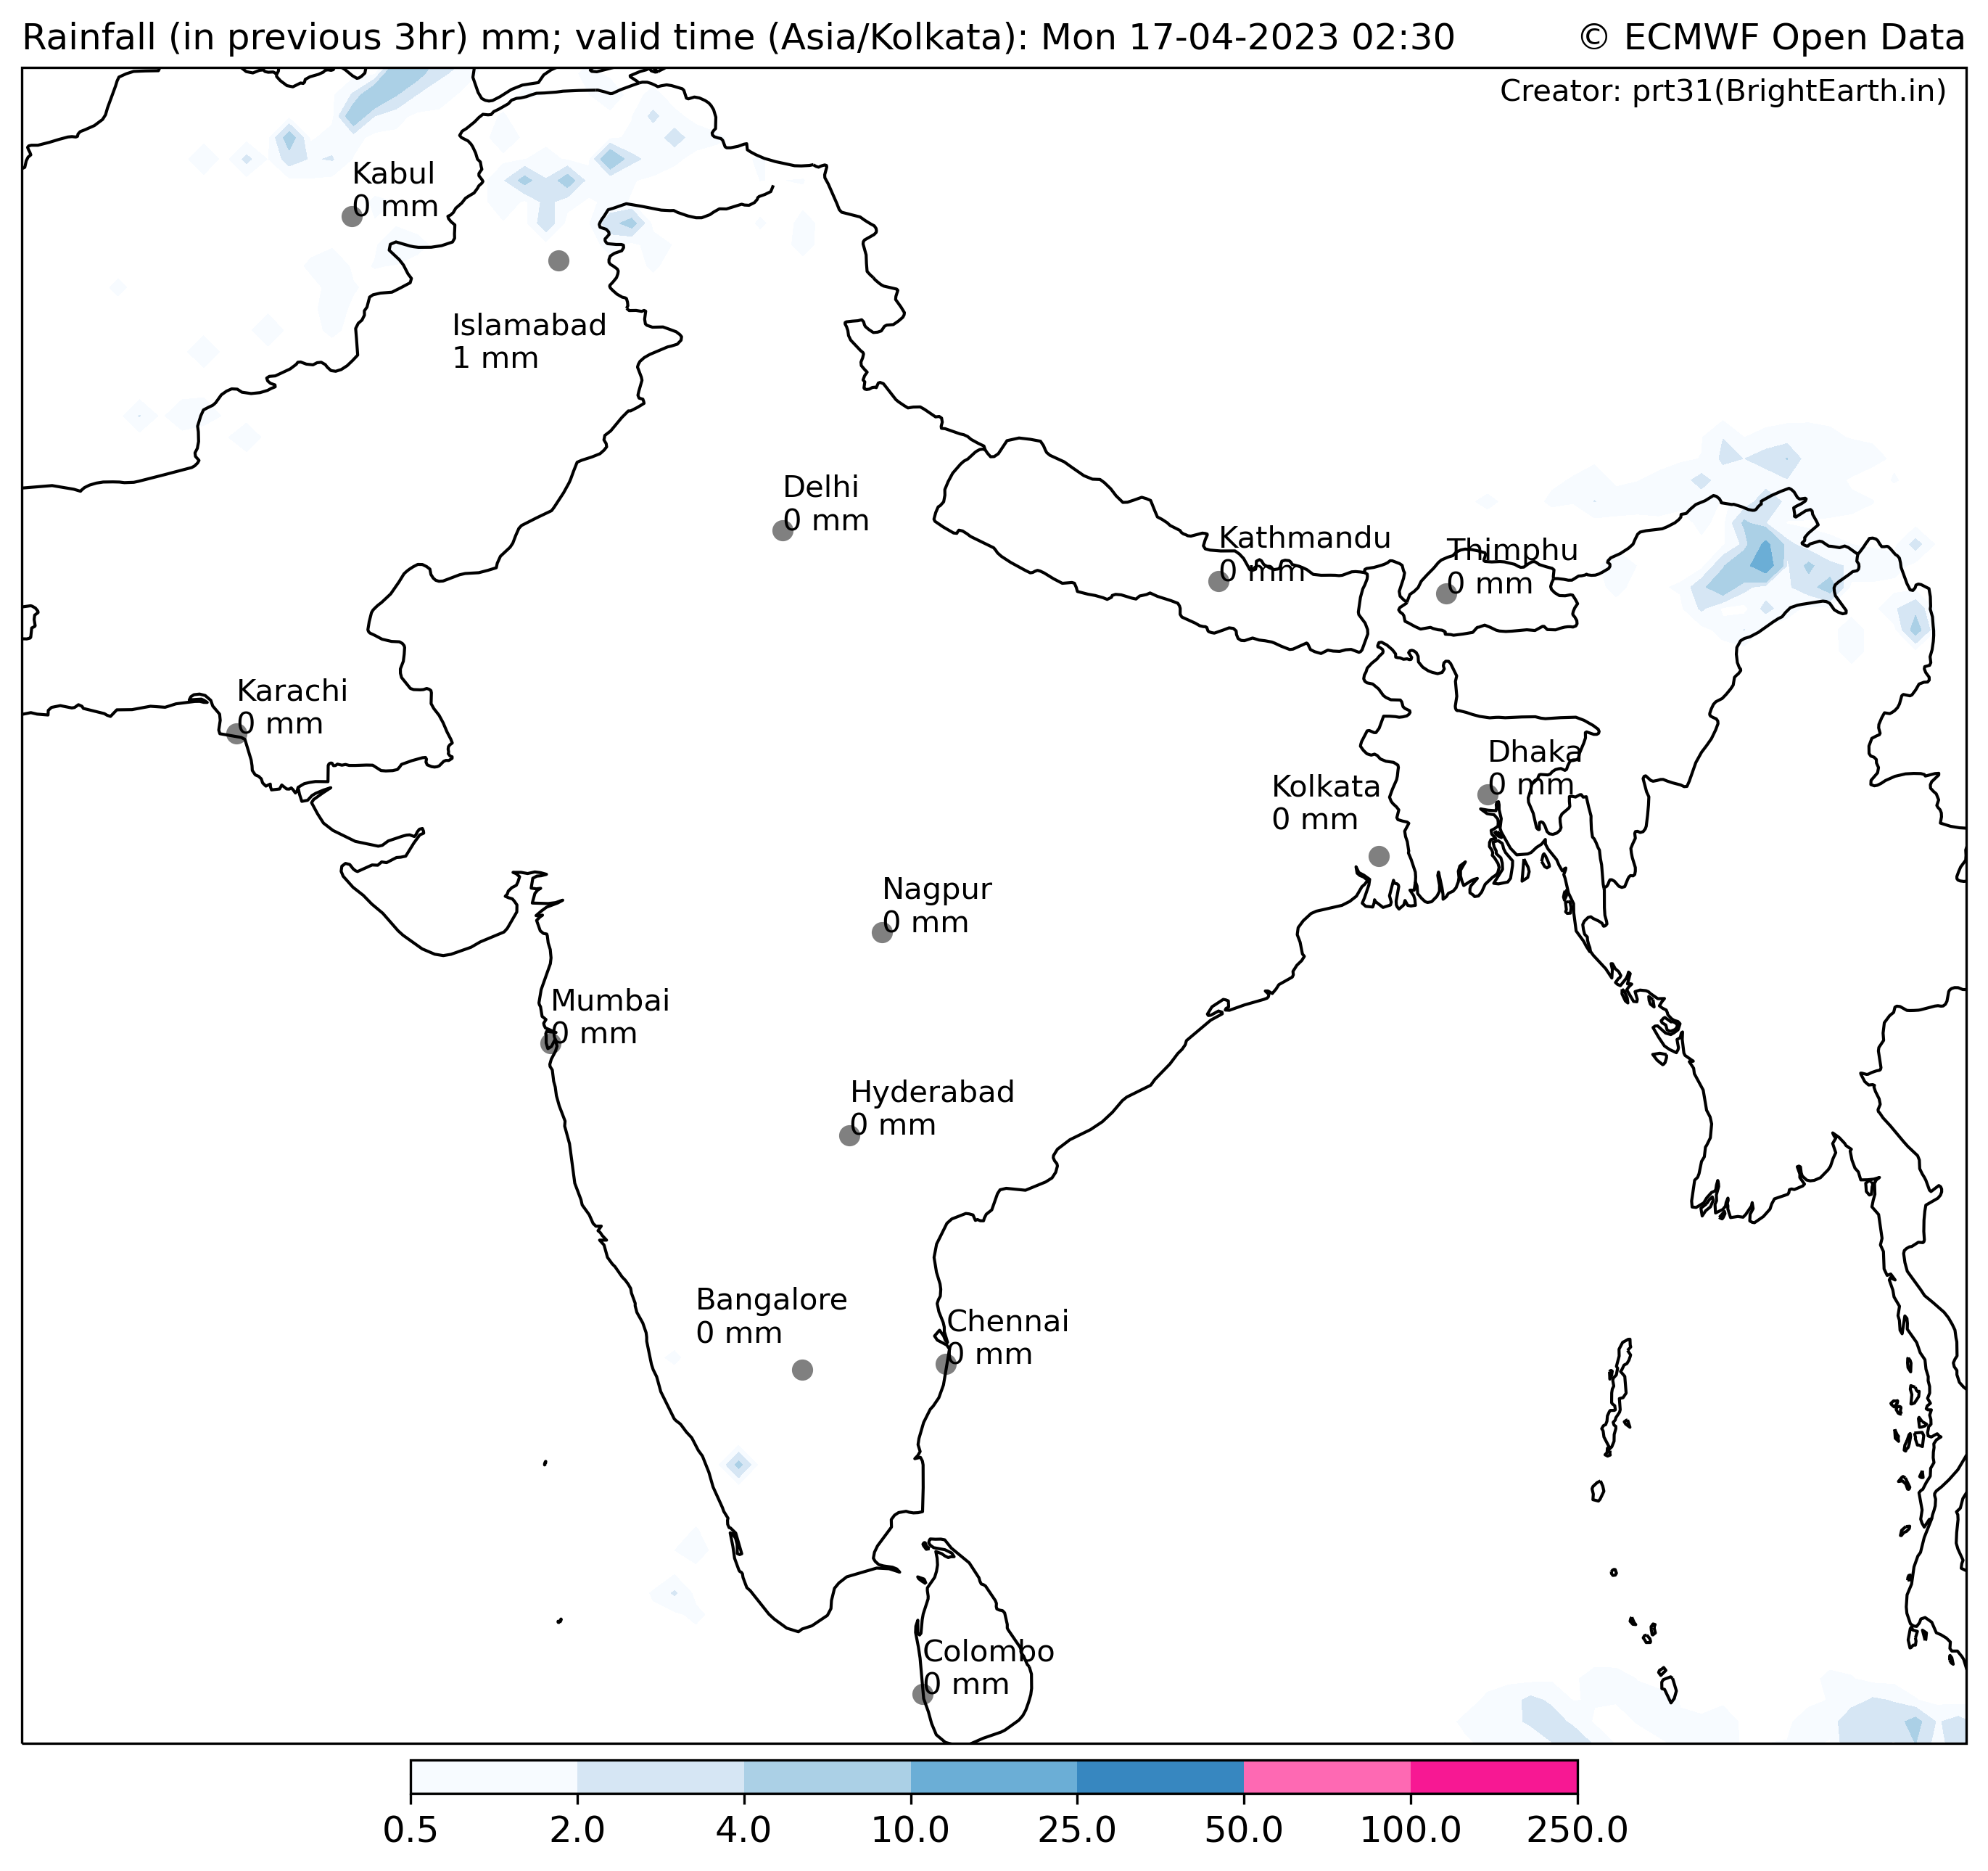 Rainfall (in previous 3hr) mm; valid time (Asia/Kolkata): Mon 17-04-2023 02:30
© ECMWF Open Data
Creator: prt31(BrightEarth.in)
Kabul
0 mm
Islamabad
1 mm
Delhi
0 mm
Kathmandu
0 mm
Thimphu
0 mm
Karachi
0 mm
Dhaka
0 mm
Kolkata
0 mm
Nagpur
0 mm
Mumbai
0 mm
Hyderabad
0 mm
Bangalore
0 mm
Chennai
0 mm
Colombo
0 mm
0.5 2.0 4.0 10.0 25.0 50.0 100.0 250.0